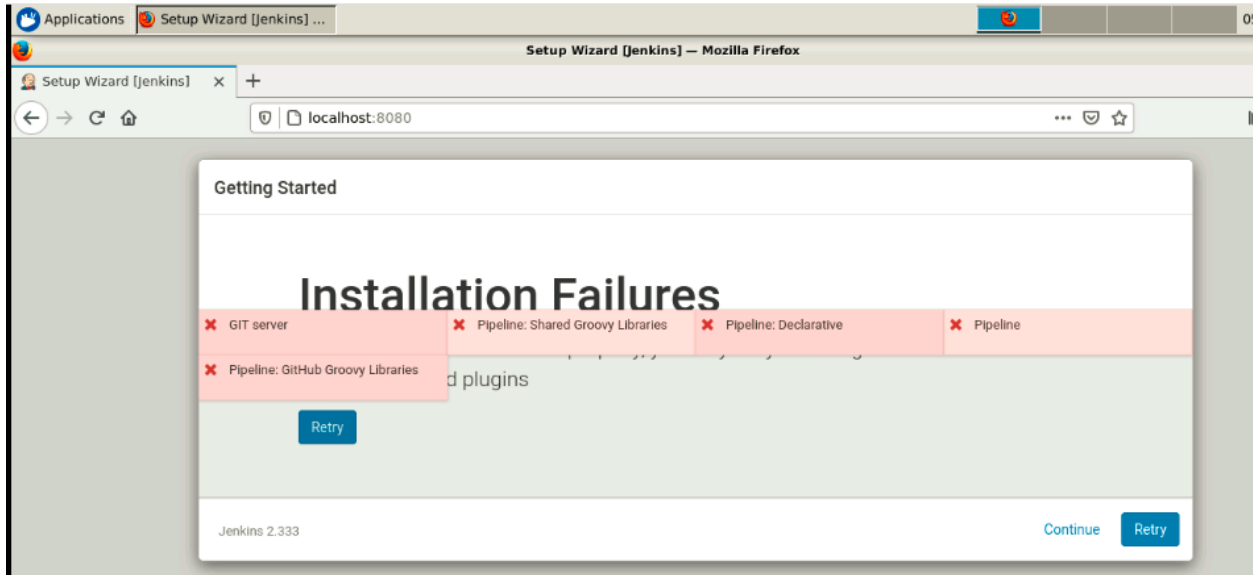 Applications Setup Wizard [Jenkins] ...
Setup Wizard [Jenkins] — Mozilla Firefox
Setup Wizard [Jenkins]
localhost:8080
Getting Started
Installation Failures
GIT server Pipeline: Shared Groovy Libraries Pipeline: Declarative Pipeline
Pipeline: GitHub Groovy Libraries
d plugins
Retry
Jenkins 2.333 Continue Retry